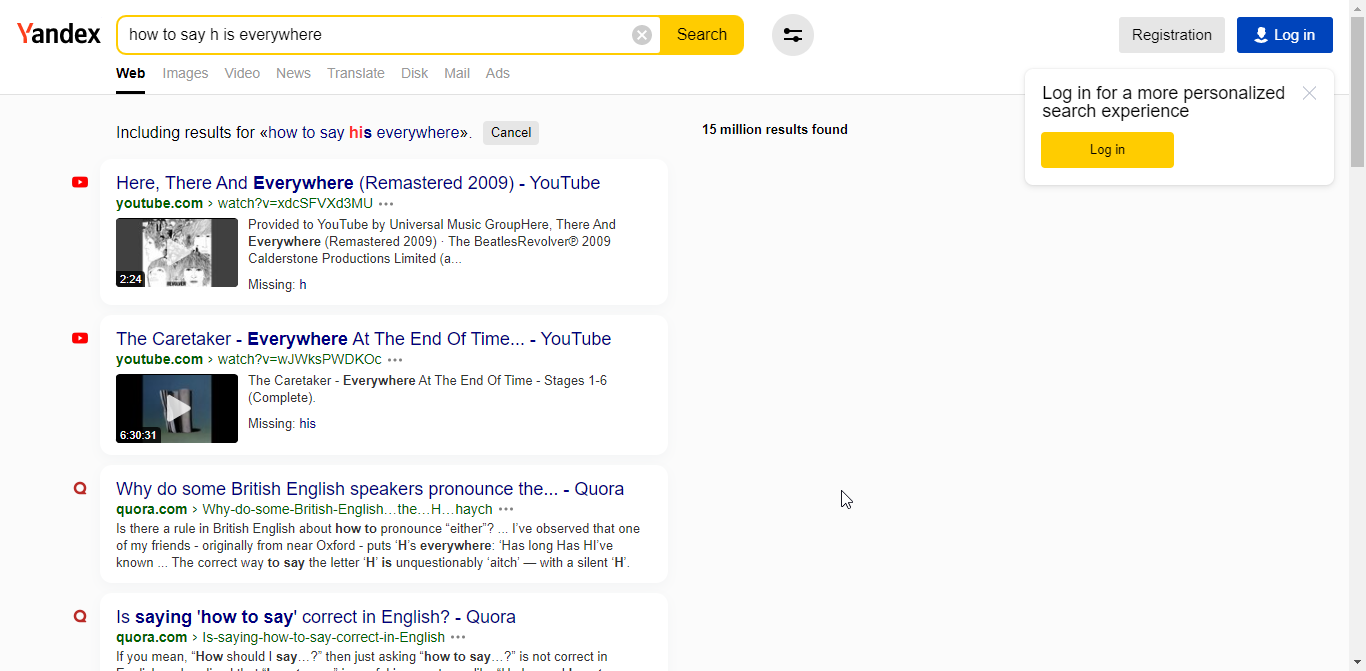 Yandex
how to say h is everywhere
Search
Registration
Log in
Web Images Video News Translate Disk Mail Ads
Log in for a more personalized
search experience
Log in
Including results for «how to say his everywhere».
Cancel
15 million results found
Here, There And Everywhere (Remastered 2009) - YouTube
youtube.com › watch?v=xdcSFVXd3MU
2:24
Provided to YouTube by Universal Music GroupHere, There And
Everywhere (Remastered 2009) · The BeatlesRevolver℗ 2009
Calderstone Productions Limited (a...
Missing: h
The Caretaker - Everywhere At The End Of Time... - YouTube
youtube.com › watch?v=wJWksPWDKOc
6:30:31
The Caretaker - Everywhere At The End Of Time - Stages 1-6
(Complete).
Missing: his
Why do some British English speakers pronounce the... - Quora
quora.com › Why-do-some-British-English…the…H…haych
Is there a rule in British English about how to pronounce “either”? ... I’ve observed that one
of my friends - originally from near Oxford - puts ‘H’s everywhere: ‘Has long Has HI’ve
known ... The correct way to say the letter ‘H’ is unquestionably ‘aitch’ — with a silent ‘H’.
Is saying 'how to say' correct in English? - Quora
quora.com › Is-saying-how-to-say-correct-in-English
If you mean, “How should I say…?” then just asking “how to say…?” is not correct in